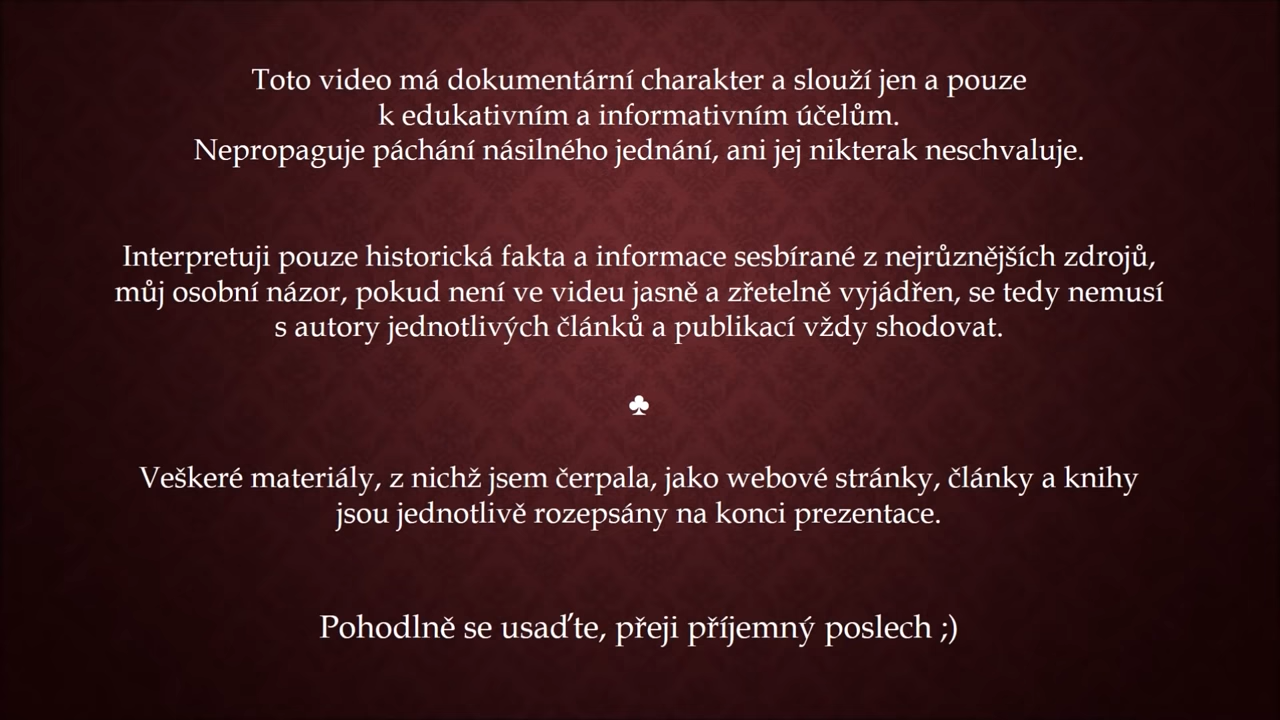 Toto video má dokumentární charakter a slouží jen a pouze
k edukativním a informativním účelům.
Nepropaguje páchání násilného jednání, ani jej nikterak neschvaluje.
Interpretuji pouze historická fakta a informace sesbírané z nejrůznějších zdrojů,
můj osobní názor, pokud není ve videu jasně a zřetelně vyjádřen, se tedy nemusí
s autory jednotlivých článků a publikací vždy shodovat.
♣
Veškeré materiály, z nichž jsem čerpala, jako webové stránky, články a knihy
jsou jednotlivě rozepsány na konci prezentace.
Pohodlně se usaďte, přeji příjemný poslech ;)